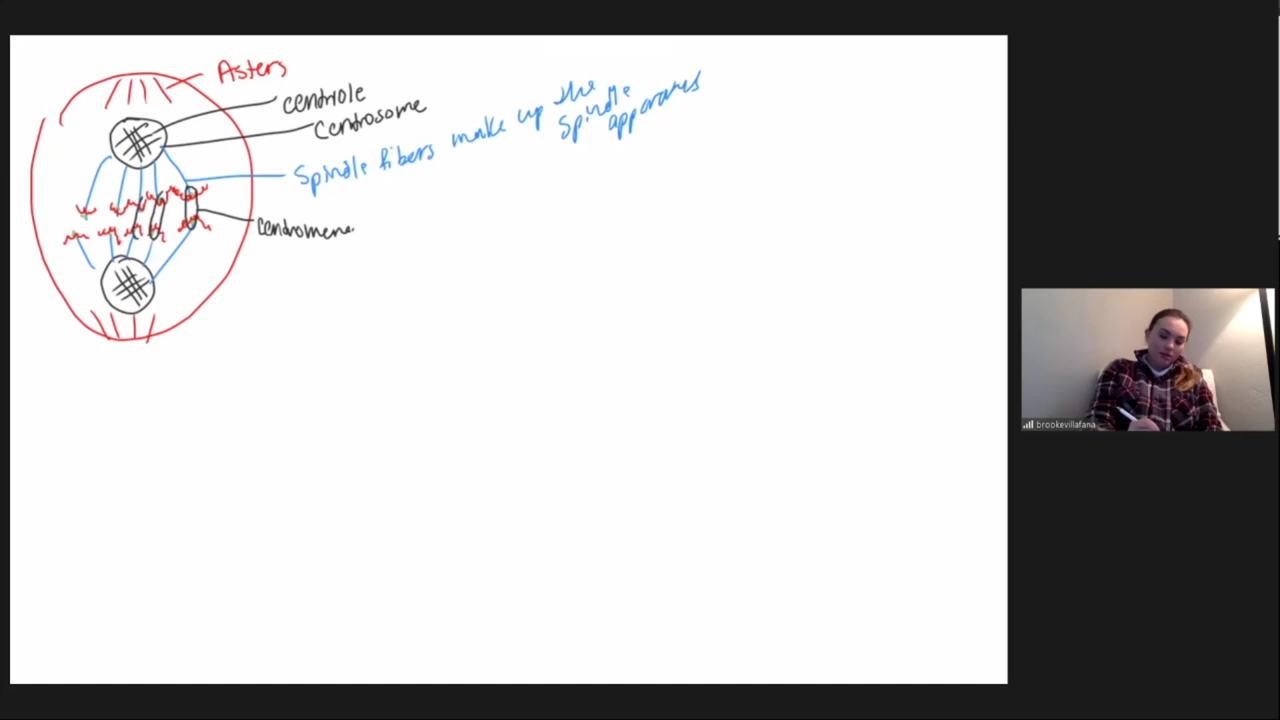 Asters
centriole
centrosome
Spindle fibers make up the
spindle
apparatus
centromere
brookevillafana